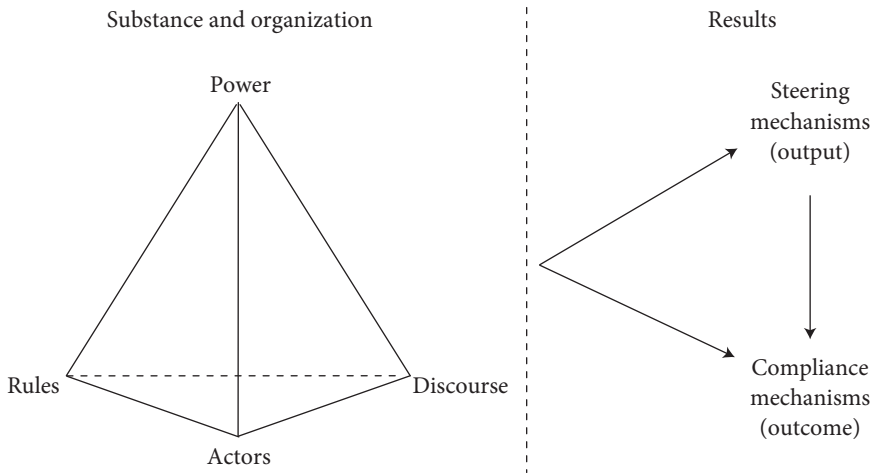 Substance and organization
Results
Power
Steering
mechanisms
(output)
Rules
Discourse
Actors
Compliance
mechanisms
(outcome)